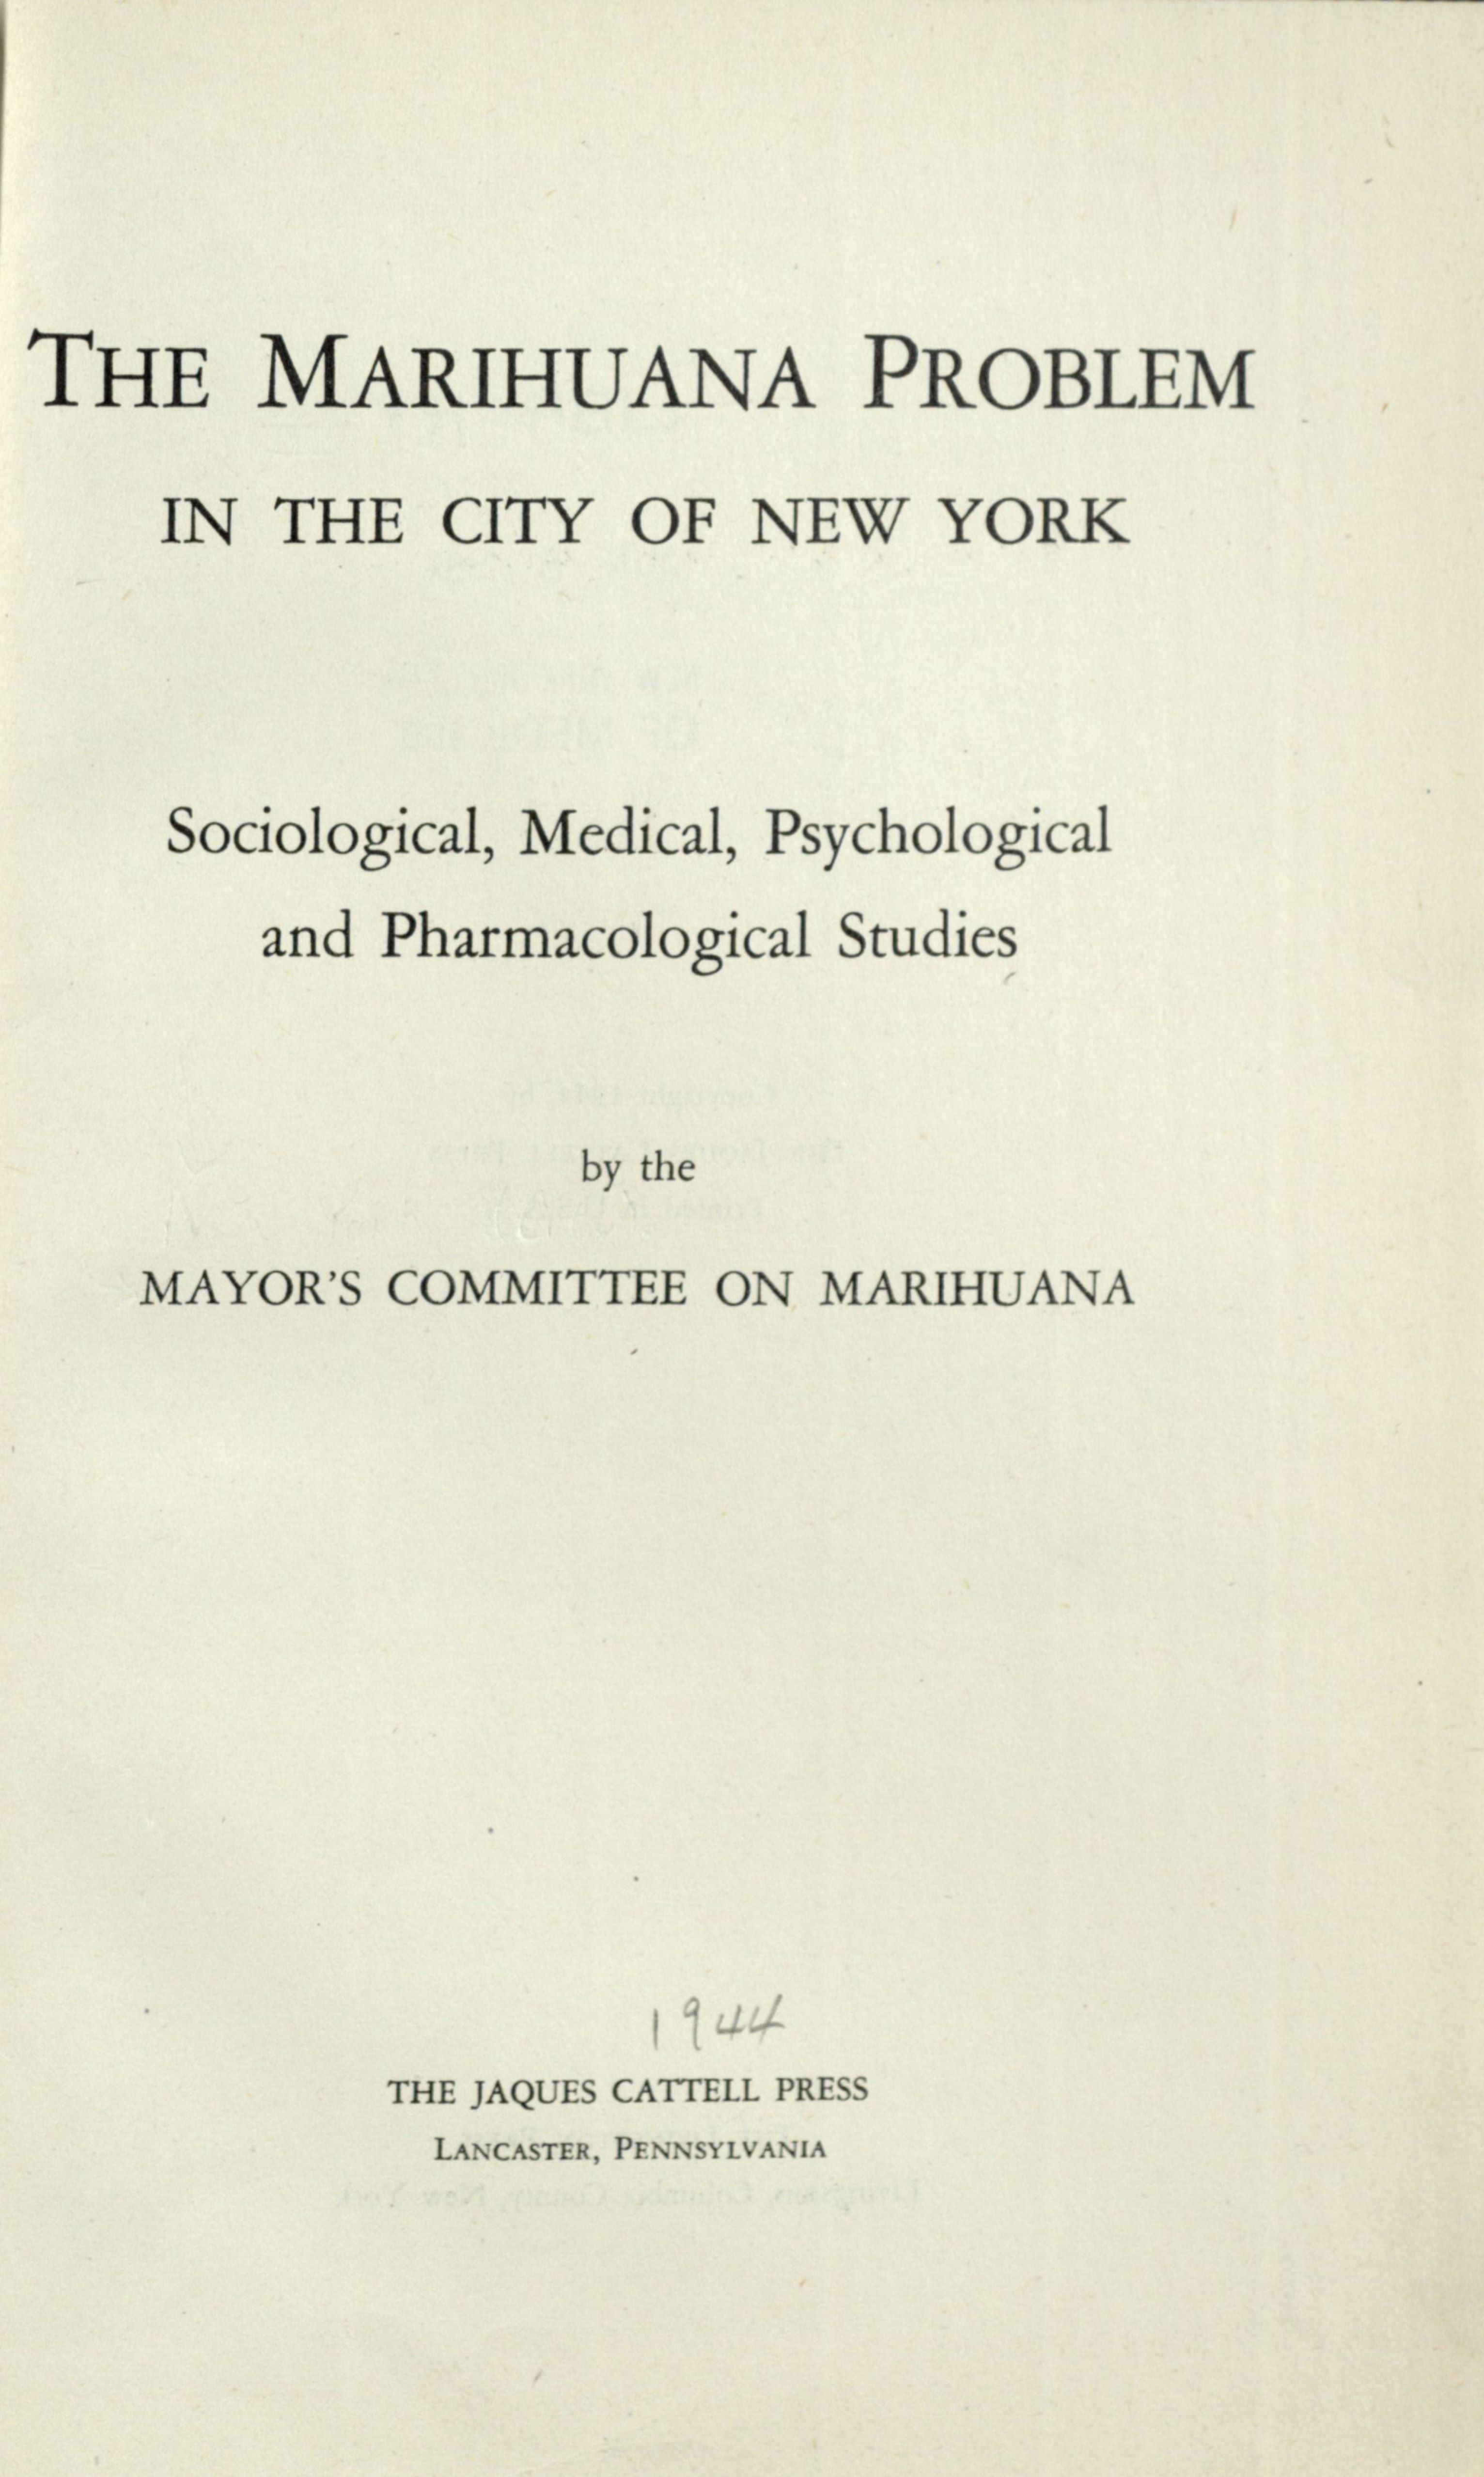 THE MARIHUANA PROBLEM
IN THE CITY OF NEW YORK
Sociological, Medical, Psychological
and Pharmacological Studies
by the
MAYOR'S COMMITTEE ON MARIHUANA
1944
THE JAQUES CATTELL PRESS
LANCASTER, PENNSYLVANIA